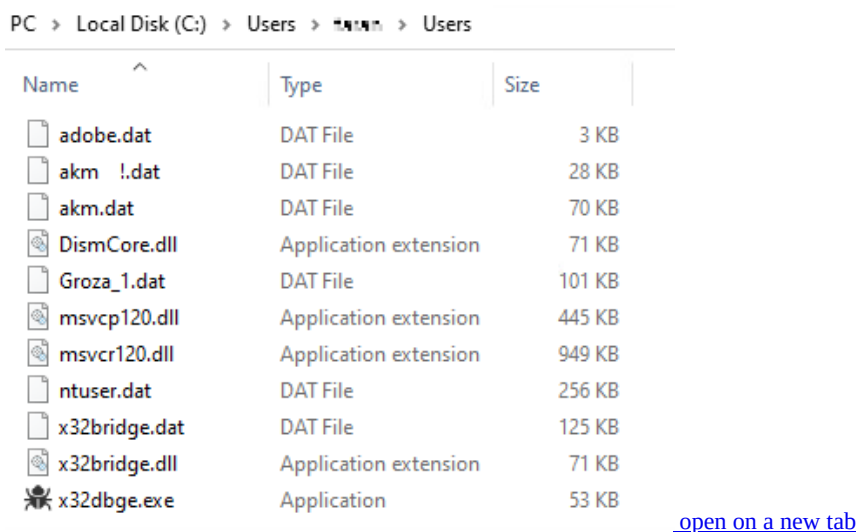 PC > Local Disk (C:) > Users > > Users
Name Type Size
adobe.dat DAT File 3 KB
akm !.dat DAT File 28 KB
akm.dat DAT File 70 KB
DismCore.dll Application extension 71 KB
Groza_1.dat DAT File 101 KB
msvcp120.dll Application extension 445 KB
msvcr120.dll Application extension 949 KB
ntuser.dat DAT File 256 KB
x32bridge.dat DAT File 125 KB
x32bridge.dll Application extension 71 KB
x32dbge.exe Application 53 KB
open on a new tab